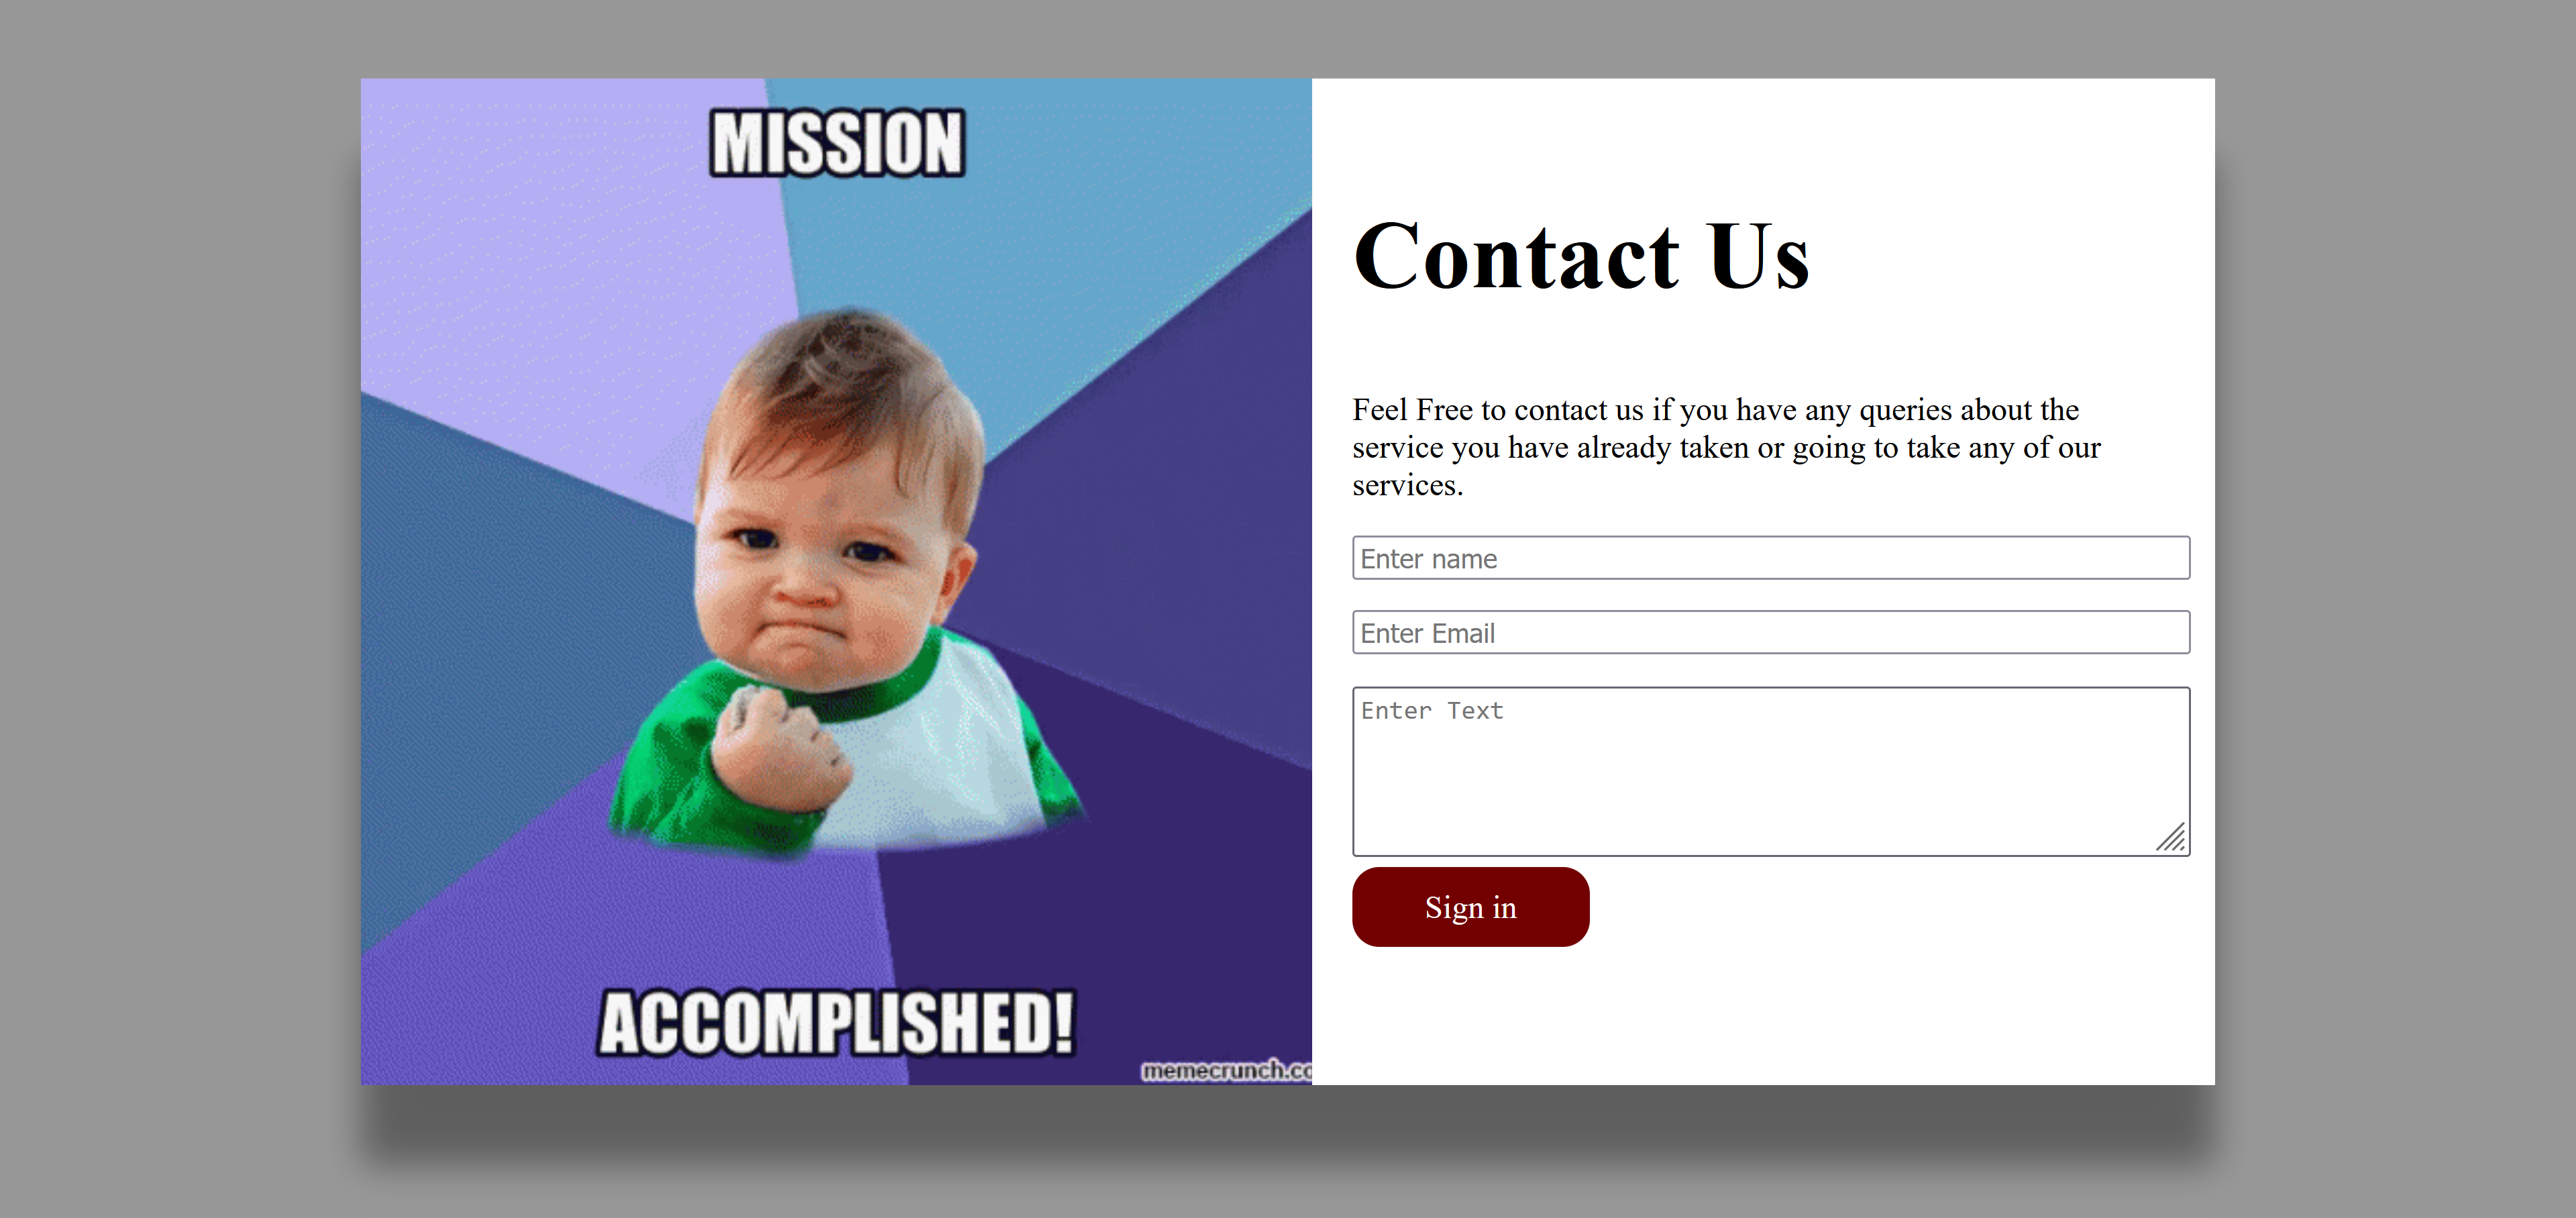 MISSION
ACCOMPLISHED!
memecrunch.co
Contact Us
Feel Free to contact us if you have any queries about the
service you have already taken or going to take any of our
services.
Enter name
Enter Email
Enter Text
Sign in